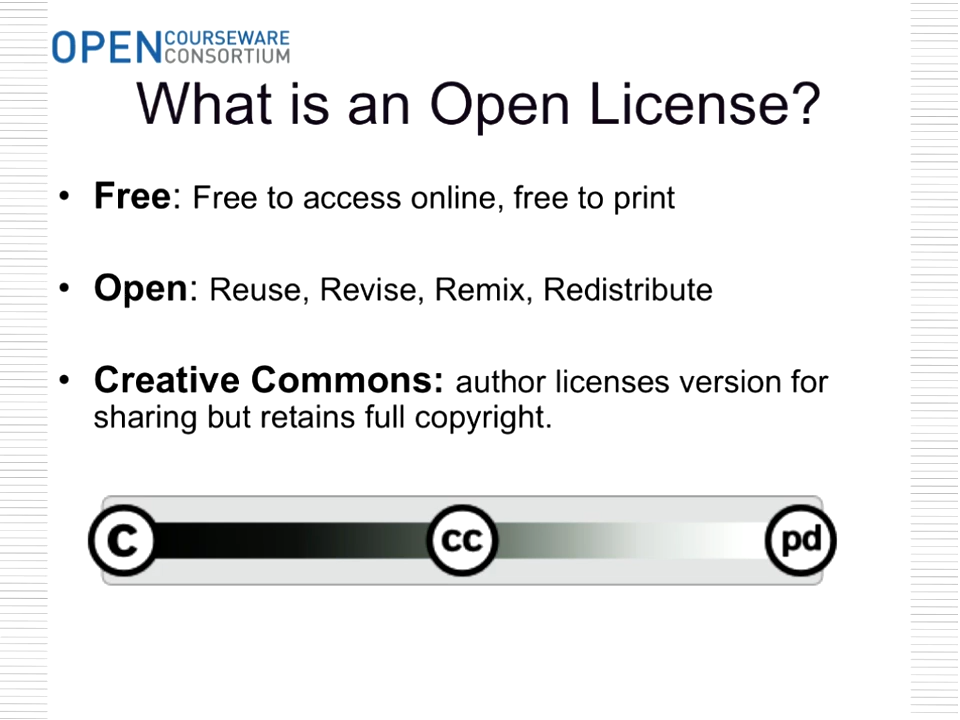 OPEN COURSEWARE CONSORTIUM
What is an Open License?
• Free: Free to access online, free to print
• Open: Reuse, Revise, Remix, Redistribute
• Creative Commons: author licenses version for
sharing but retains full copyright.
C cc pd